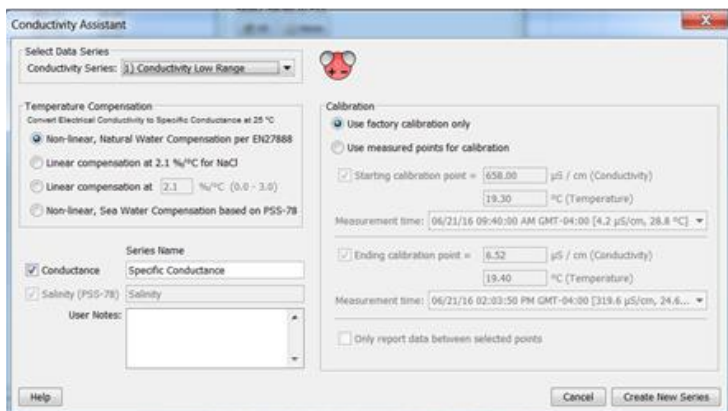 Conductivity Assistant
X
Select Data Series
Conductivity Series: 1) Conductivity Low Range
Temperature Compensation
Convert Electrical Conductivity to Specific Conductance at 25 °C
Non-linear, Natural Water Compensation per EN27888
Linear compensation at 2.1 %/°C for NaCl
Linear compensation at 2.1 %/°C (0.0 - 3.0)
Non-linear, Sea Water Compensation based on PSS-78
Series Name
Conductance Specific Conductance
Salinity (PSS-78) Salinity
User Notes:
Calibration
Use factory calibration only
Use measured points for calibration
Starting calibration point = 658.00 µS / cm (Conductivity)
19.30 °C (Temperature)
Measurement time: 06/21/16 09:40:00 AM GMT-04:00 [4.2 µS/cm, 28.8 °C]
Ending calibration point = 6.52 µS / cm (Conductivity)
19.40 °C (Temperature)
Measurement time: 06/21/16 02:03:50 PM GMT-04:00 [319.6 µS/cm, 24.6...
Only report data between selected points
Help
Cancel
Create New Series